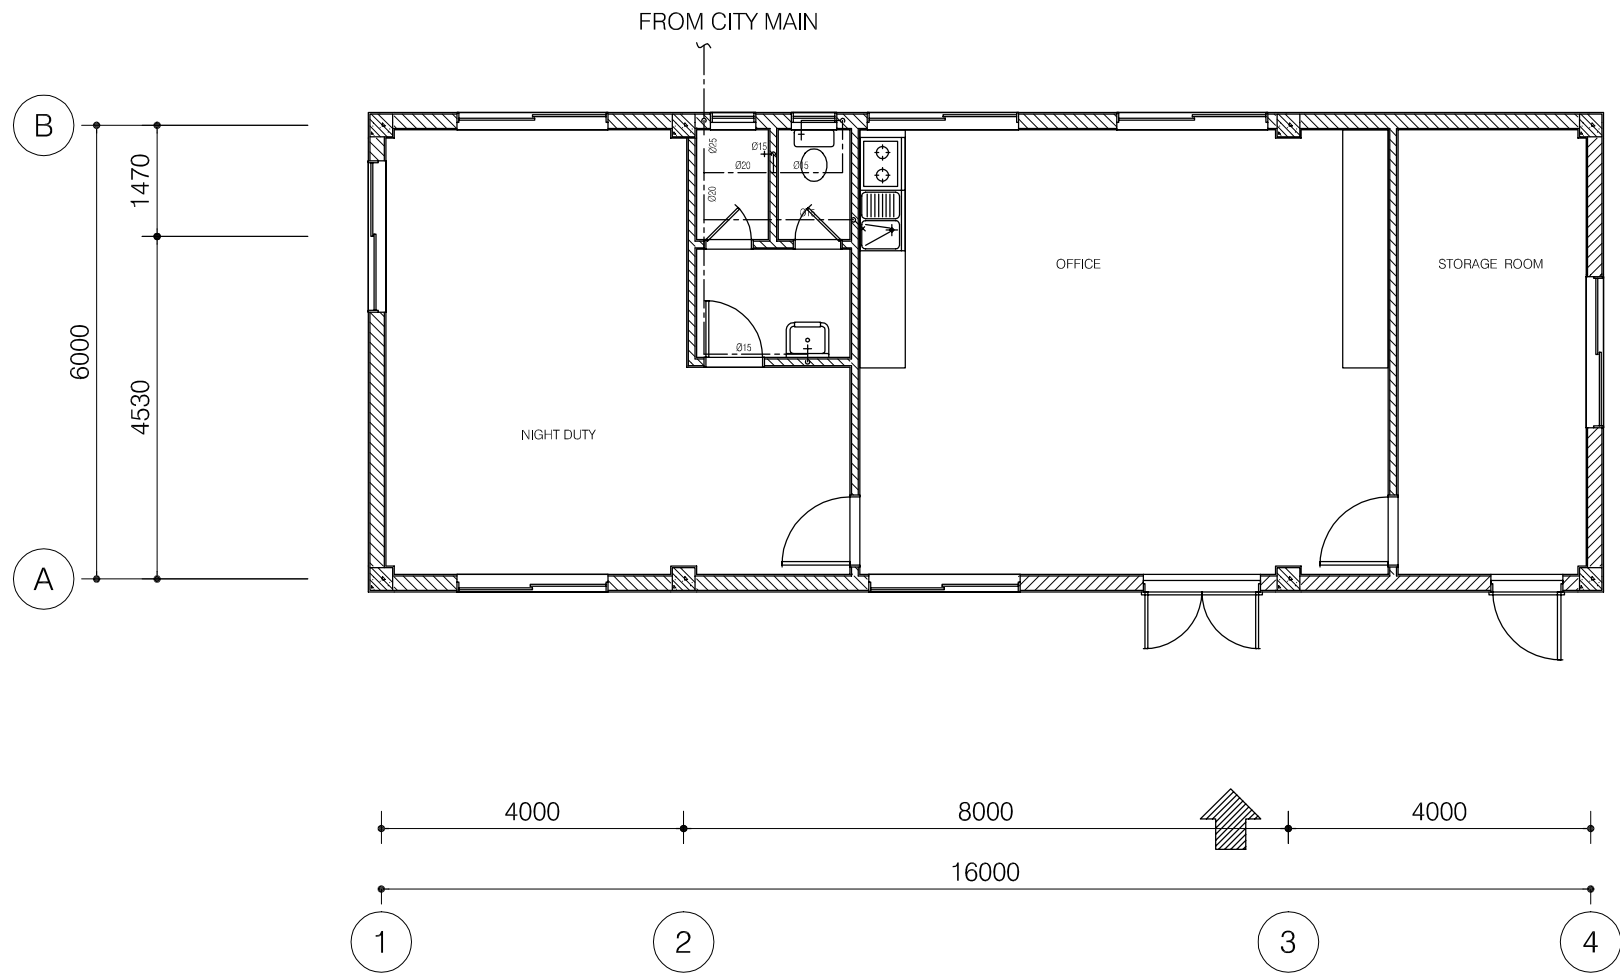 FROM CITY MAIN
B
Ø25
Ø15
Ø20
Ø15
1470
Ø20
Ø15
OFFICE
STORAGE ROOM
6000
Ø15
4530
NIGHT DUTY
A
4000
8000
4000
16000
1
2
3
4